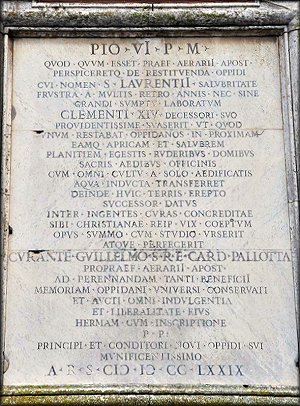 PIO · VI · P · M ·
QVOD · QVVM · ESSET · PRAEF · AERARII · APOST ·
PERSPICERETQ · DE · RESTITVENDA · OPPIDI
CVI · NOMEN · S · LAVRENTII · SALVBRITATE
FRVSTRA · A · MVLTIS · RETRO · ANNIS · NEC · SINE
GRANDI · SVMPTV · LABORATVM
CLEMENTI · XIV · DECESSORI · SVO
PROVIDENTISSIME · SVASERIT · VT · QVOD
VNVM · RESTABAT · OPPIDANOS · IN · PROXIMAM
EAMQ · APRICAM · ET · SALVBREM
PLANITIEM · EGESTIS · RVDERIBVS · DOMIBVS
SACRIS · AEDIBVS · OFFICINIS
CVM · OMNI · CVLTV · A · SOLO · AEDIFICATIS
AQVA · INDVCTA · TRANSFERRET
DEINDE · HVIC · TERRIS · EREPTO
SVCCESSOR · DATVS
INTER · INGENTES · CVRAS · CONCREDITAE
SIBI · CHRISTIANAE · REIP · VIX · COEPTVM
OPVS · SVMMO · CVM · STVDIO · VRSERIT
ATQVE · PERFECERIT
CVRANTE · GVILLELMO · S · R · E · CARD · PALLOTTA
PROPRAEF · AERARII · APOST ·
AD · PERENNANDAM · TANTI · BENEFICII
MEMORIAM · OPPIDANI · VNIVERSI · CONSERVATI
ET · AVCTI · OMNI · INDVLGENTIA
ET · LIBERALITATE · EIVS
HERMAM · CVM · INSCRIPTIONE
P · P
PRINCIPI · ET · CONDITORI · NOVI · OPPIDI · SVI
MVNIFICENTISSIMO
A · R · S · CIↃ · IↃ · CC · LXXIX ·